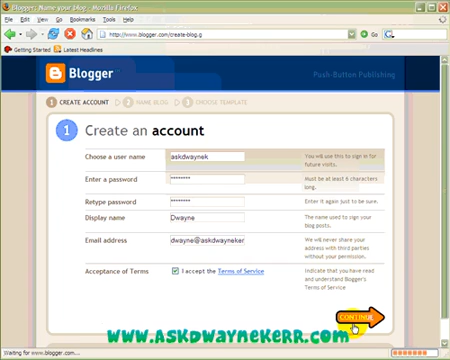 Blogger: Name your blog - Mozilla Firefox
File Edit View Go Bookmarks Tools Help
http://www.blogger.com/create-blog.g
Go
Getting Started Latest Headlines
Blogger
Push-Button Publishing
1 CREATE ACCOUNT 2 NAME BLOG 3 CHOOSE TEMPLATE
1 Create an account
Choose a user name askdwaynek You will use this to sign in for
future visits.
Enter a password ******** Must be at least 6 characters
long.
Retype password ******** Enter it again just to be sure.
Display name Dwayne The name used to sign your
blog posts.
Email address dwayne@askdwayneker We will never share your
address with third parties
without your permission.
Acceptance of Terms I accept the Terms of Service Indicate that you have read
and understand Blogger's
Terms of Service
CONTINUE
www.ASKDWAYNEKERR.com
Waiting for www.blogger.com...